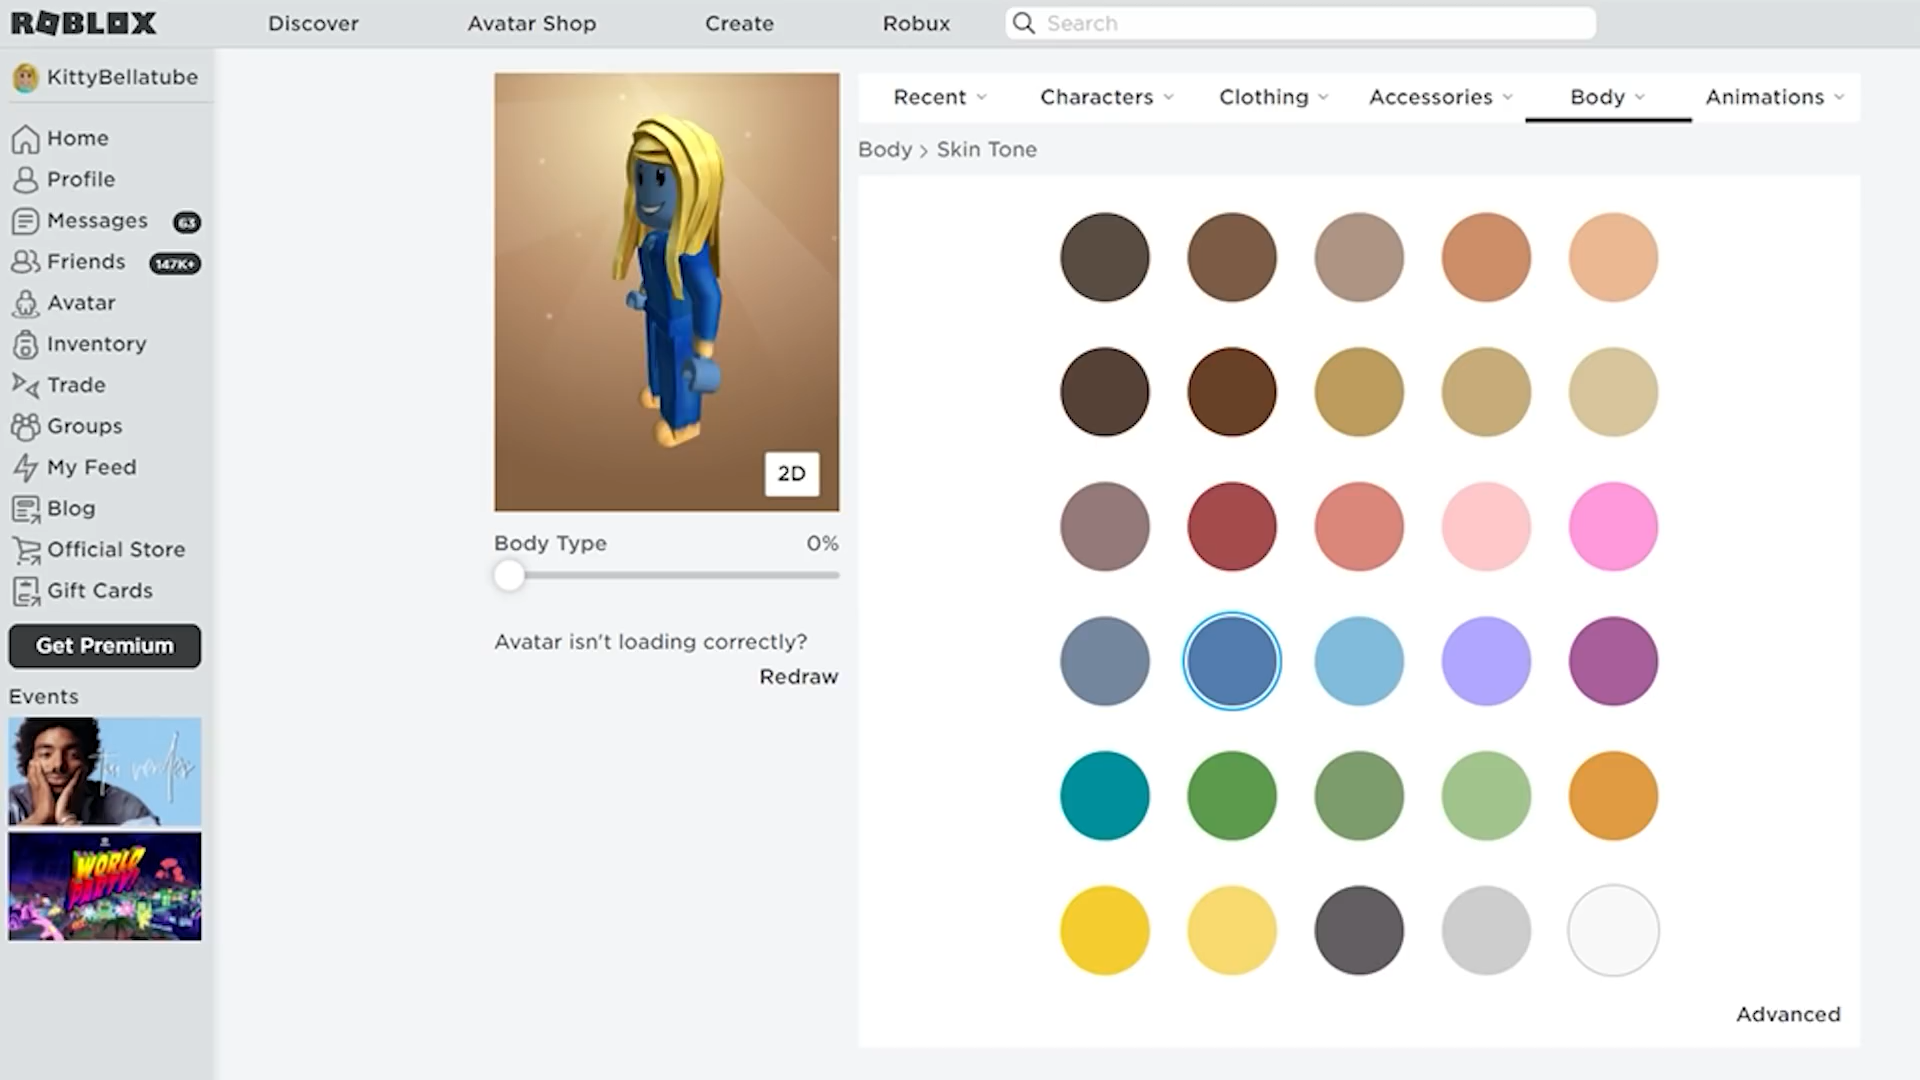 ROBLOX
Discover
Avatar Shop
Create
Robux
Search
KittyBellatube
Home
Profile
Messages
63
Friends
147K+
Avatar
Inventory
Trade
Groups
My Feed
Blog
Official Store
Gift Cards
Get Premium
Events
WORLD
PARTY!
2D
Body Type
0%
Avatar isn't loading correctly?
Redraw
Recent
Characters
Clothing
Accessories
Body
Animations
Body > Skin Tone
Advanced